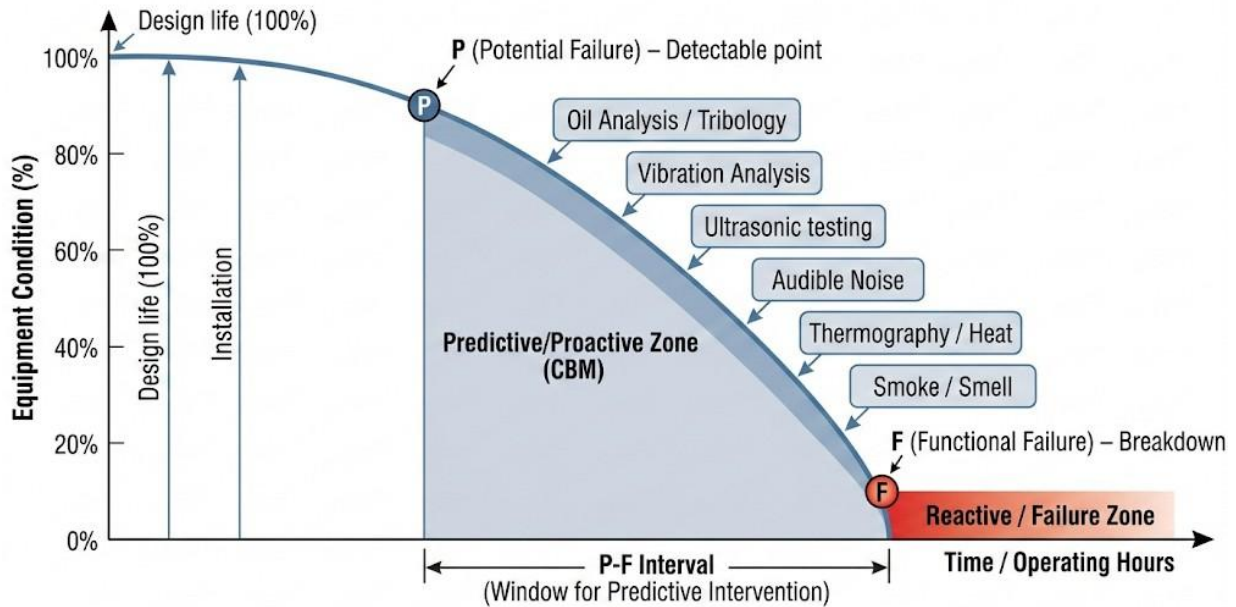 Design life (100%)
100%
80%
60%
40%
20%
0%
Equipment Condition (%)
Design life (100%)
Installation
P (Potential Failure) – Detectable point
P
Oil Analysis / Tribology
Vibration Analysis
Ultrasonic testing
Audible Noise
Thermography / Heat
Smoke / Smell
Predictive/Proactive Zone
(CBM)
F (Functional Failure) – Breakdown
F
Reactive / Failure Zone
P-F Interval
(Window for Predictive Intervention)
Time / Operating Hours